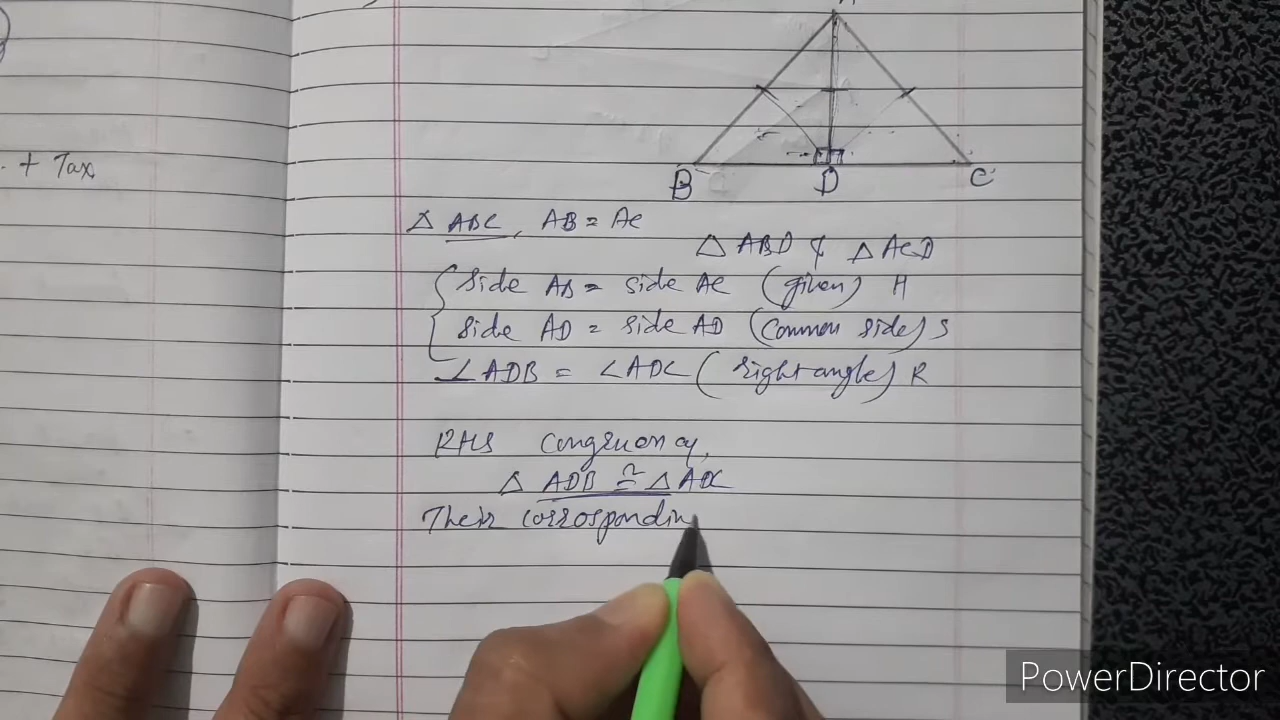 + Tax
B D C
△ ABC, AB = AC
△ ABD & △ ACD
Side AB = side AC (given) H
Side AD = side AD (Common side) S
∠ADB = ∠ADC (right angle) R
RHS Congruency,
△ ADB ≅ △ ADC
Their corrospondin
PowerDirector